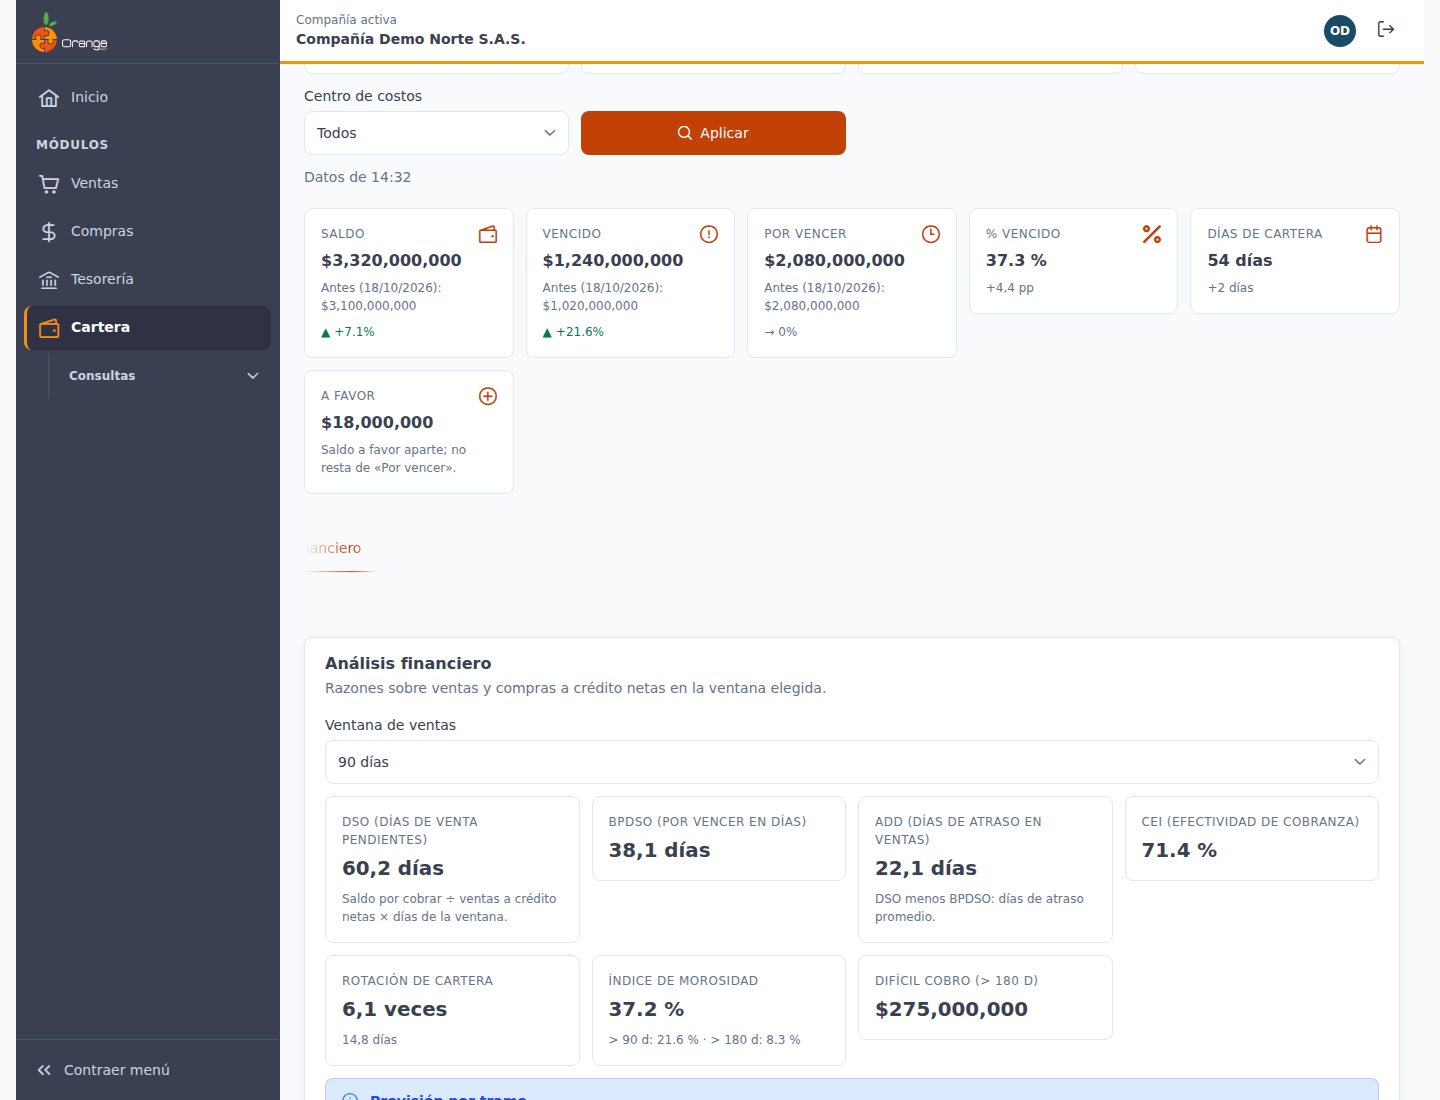 Orange
Compañía activa
Compañía Demo Norte S.A.S.
OD
Inicio
MÓDULOS
Ventas
Compras
Tesorería
Cartera
Consultas
Contraer menú
Centro de costos
Todos
Aplicar
Datos de 14:32
SALDO
$3,320,000,000
Antes (18/10/2026):
$3,100,000,000
▲ +7.1%
VENCIDO
$1,240,000,000
Antes (18/10/2026):
$1,020,000,000
▲ +21.6%
POR VENCER
$2,080,000,000
Antes (18/10/2026):
$2,080,000,000
→ 0%
% VENCIDO
37.3 %
+4,4 pp
DÍAS DE CARTERA
54 días
+2 días
A FAVOR
$18,000,000
Saldo a favor aparte; no
resta de «Por vencer».
nanciero
Análisis financiero
Razones sobre ventas y compras a crédito netas en la ventana elegida.
Ventana de ventas
90 días
DSO (DÍAS DE VENTA
PENDIENTES)
60,2 días
Saldo por cobrar ÷ ventas a crédito
netas × días de la ventana.
BPDSO (POR VENCER EN DÍAS)
38,1 días
ADD (DÍAS DE ATRASO EN
VENTAS)
22,1 días
DSO menos BPDSO: días de atraso
promedio.
CEI (EFECTIVIDAD DE COBRANZA)
71.4 %
ROTACIÓN DE CARTERA
6,1 veces
14,8 días
ÍNDICE DE MOROSIDAD
37.2 %
> 90 d: 21.6 % · > 180 d: 8.3 %
DIFÍCIL COBRO (> 180 D)
$275,000,000
Provisión por tramo